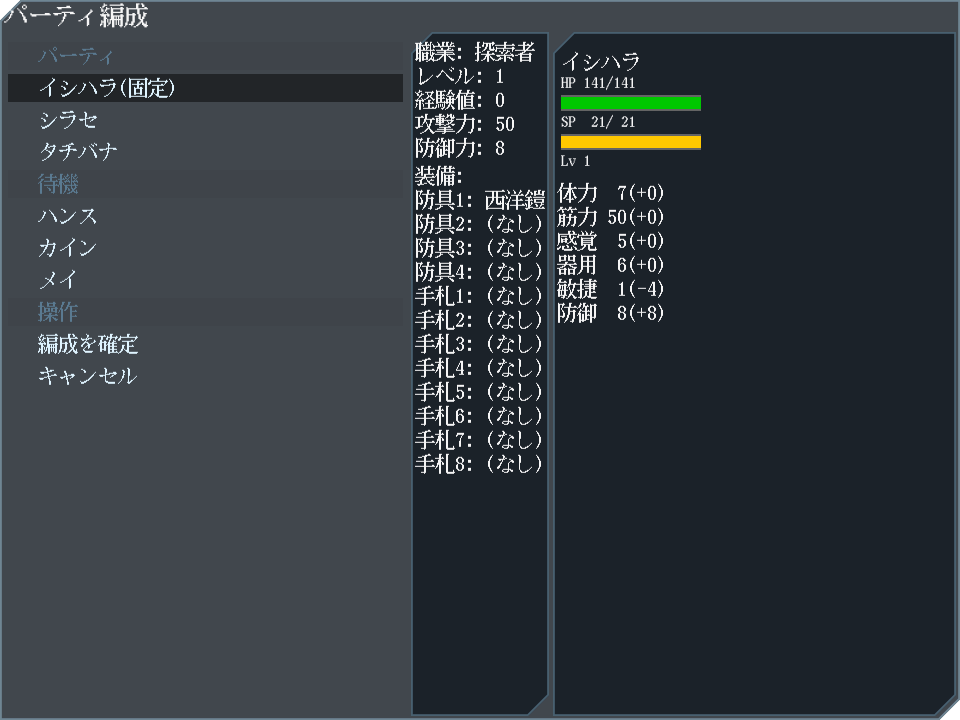 パーティ編成
パーティ
イシハラ(固定)
シラセ
タチバナ
待機
ハンス
カイン
メイ
操作
編成を確定
キャンセル
職業: 探索者
レベル: 1
経験値: 0
攻撃力: 50
防御力: 8
装備:
防具1: 西洋鎧
防具2: (なし)
防具3: (なし)
防具4: (なし)
手札1: (なし)
手札2: (なし)
手札3: (なし)
手札4: (なし)
手札5: (なし)
手札6: (なし)
手札7: (なし)
手札8: (なし)
イシハラ
HP 141/141
SP 21/ 21
Lv 1
体力 7(+0)
筋力 50(+0)
感覚 5(+0)
器用 6(+0)
敏捷 1(-4)
防御 8(+8)